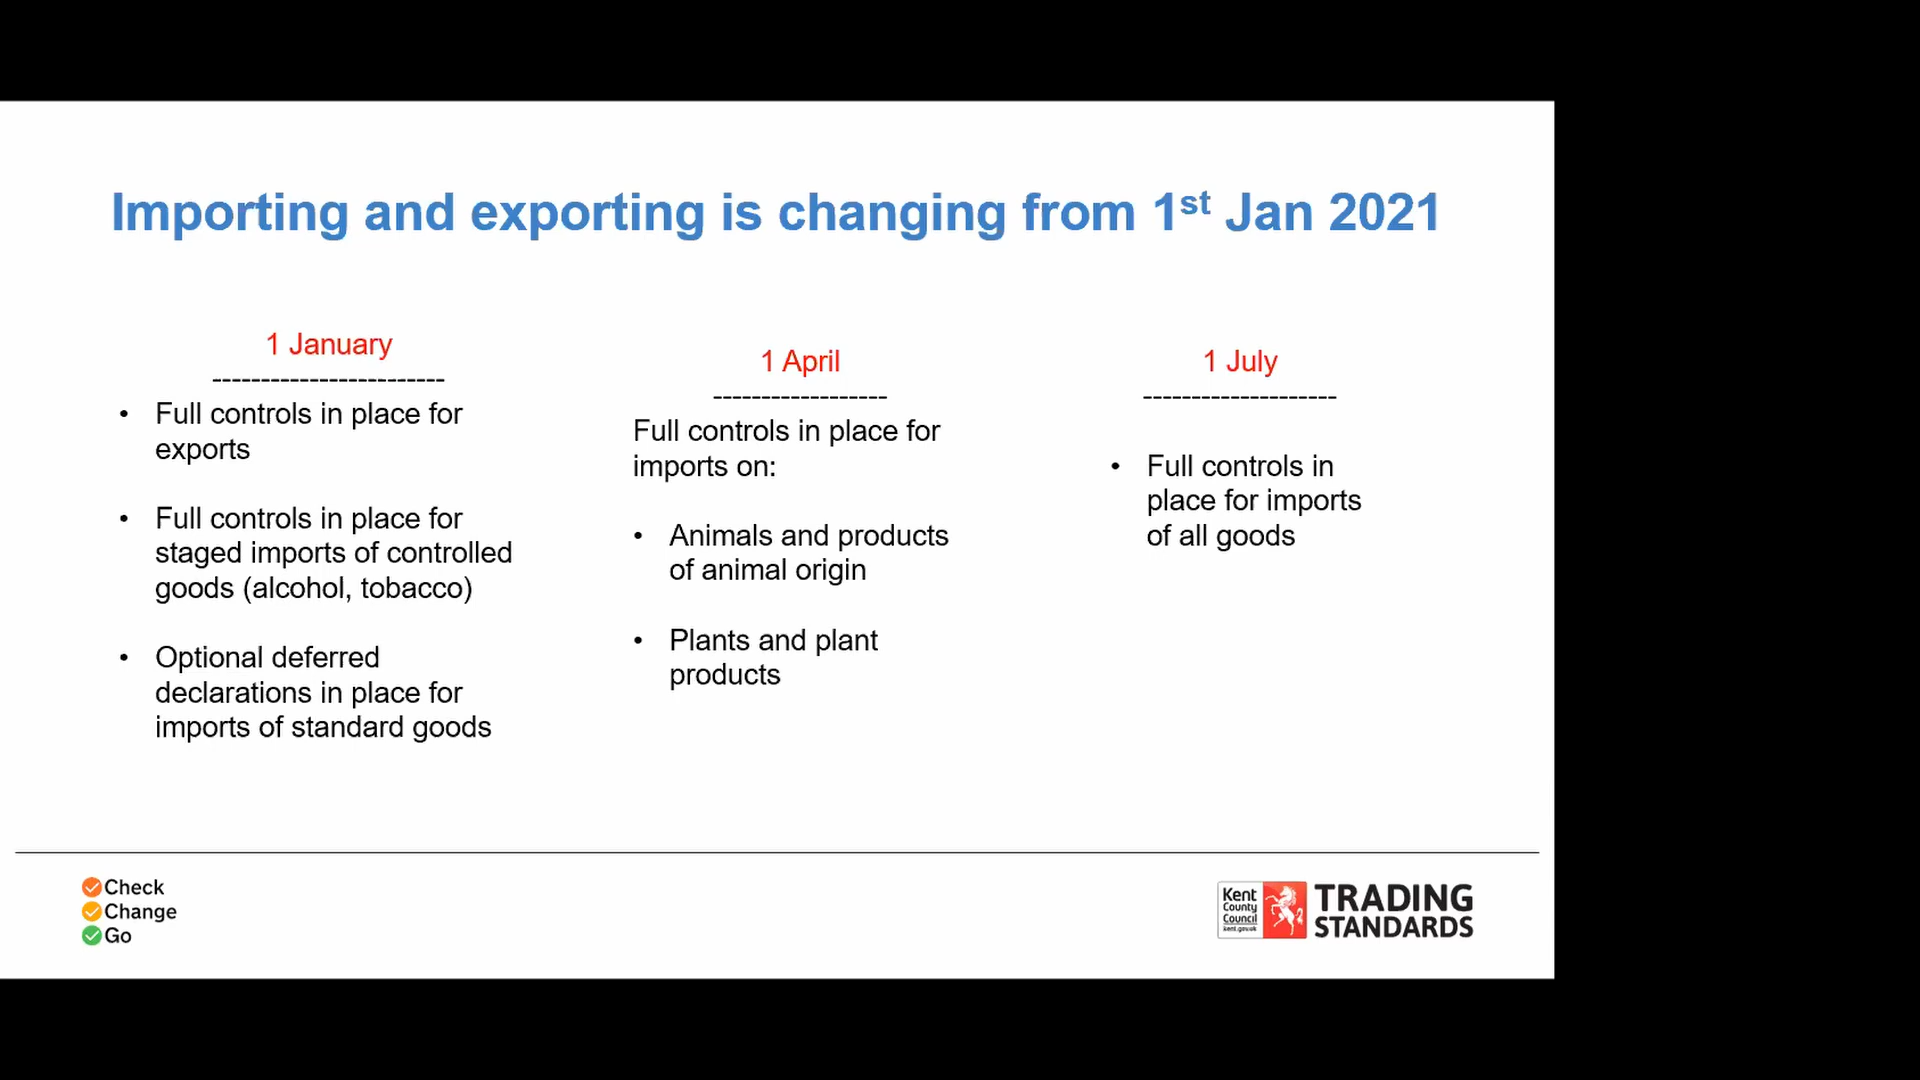 Importing and exporting is changing from 1st Jan 2021
1 January
------------------------
• Full controls in place for
exports
• Full controls in place for
staged imports of controlled
goods (alcohol, tobacco)
• Optional deferred
declarations in place for
imports of standard goods
1 April
------------------
Full controls in place for
imports on:
• Animals and products
of animal origin
• Plants and plant
products
1 July
--------------------
• Full controls in
place for imports
of all goods
Check
Change
Go
Kent
County
Council
kent.gov.uk
TRADING
STANDARDS